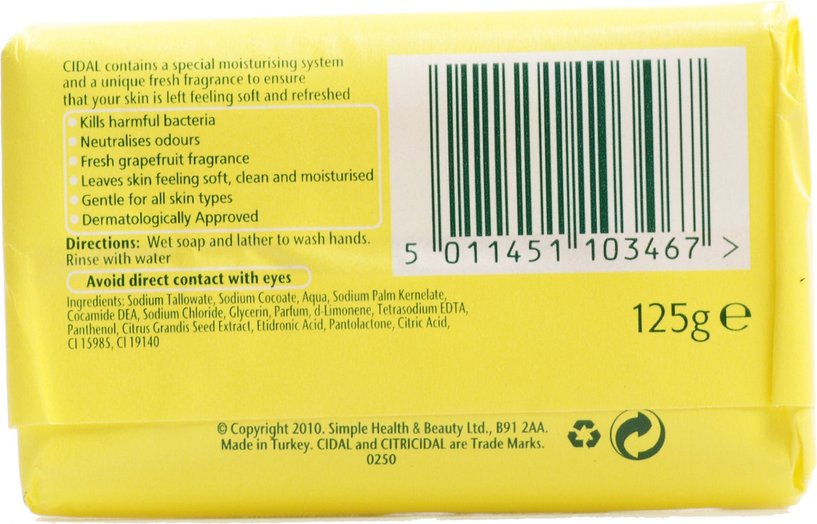 CIDAL contains a special moisturising system
and a unique fresh fragrance to ensure
that your skin is left feeling soft and refreshed
Kills harmful bacteria
Neutralises odours
Fresh grapefruit fragrance
Leaves skin feeling soft, clean and moisturised
Gentle for all skin types
Dermatologically Approved
Directions: Wet soap and lather to wash hands.
Rinse with water
Avoid direct contact with eyes
Ingredients: Sodium Tallowate, Sodium Cocoate, Aqua, Sodium Palm Kernelate,
Cocamide DEA, Sodium Chloride, Glycerin, Parfum, d-Limonene, Tetrasodium EDTA,
Panthenol, Citrus Grandis Seed Extract, Etidronic Acid, Pantolactone, Citric Acid,
CI 15985, CI 19140
5 011451 103467 >
125g e
© Copyright 2010. Simple Health & Beauty Ltd., B91 2AA.
Made in Turkey. CIDAL and CITRICIDAL are Trade Marks.
0250